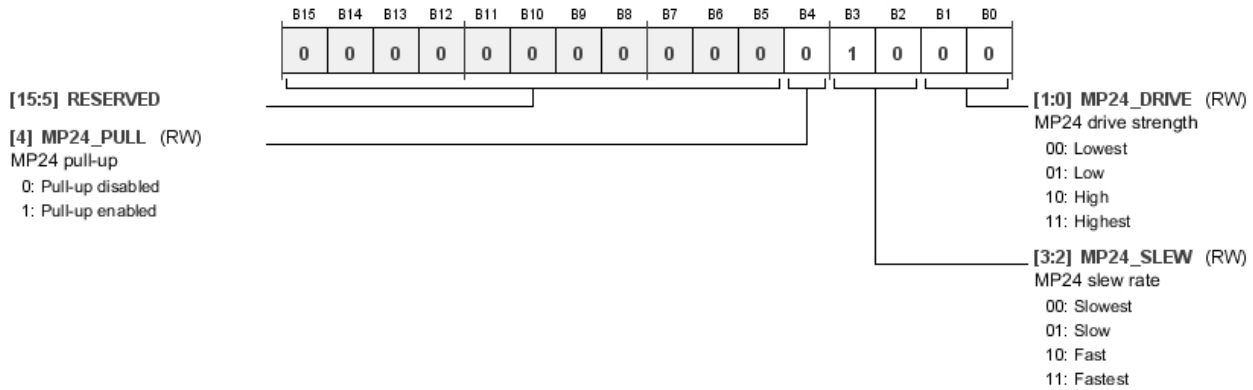 B15 B14 B13 B12 B11 B10 B9 B8 B7 B6 B5 B4 B3 B2 B1 B0
0 0 0 0 0 0 0 0 0 0 0 0 1 0 0 0
[15:5] RESERVED
[4] MP24_PULL (RW)
MP24 pull-up
0: Pull-up disabled
1: Pull-up enabled
[1:0] MP24_DRIVE (RW)
MP24 drive strength
00: Lowest
01: Low
10: High
11: Highest
[3:2] MP24_SLEW (RW)
MP24 slew rate
00: Slowest
01: Slow
10: Fast
11: Fastest